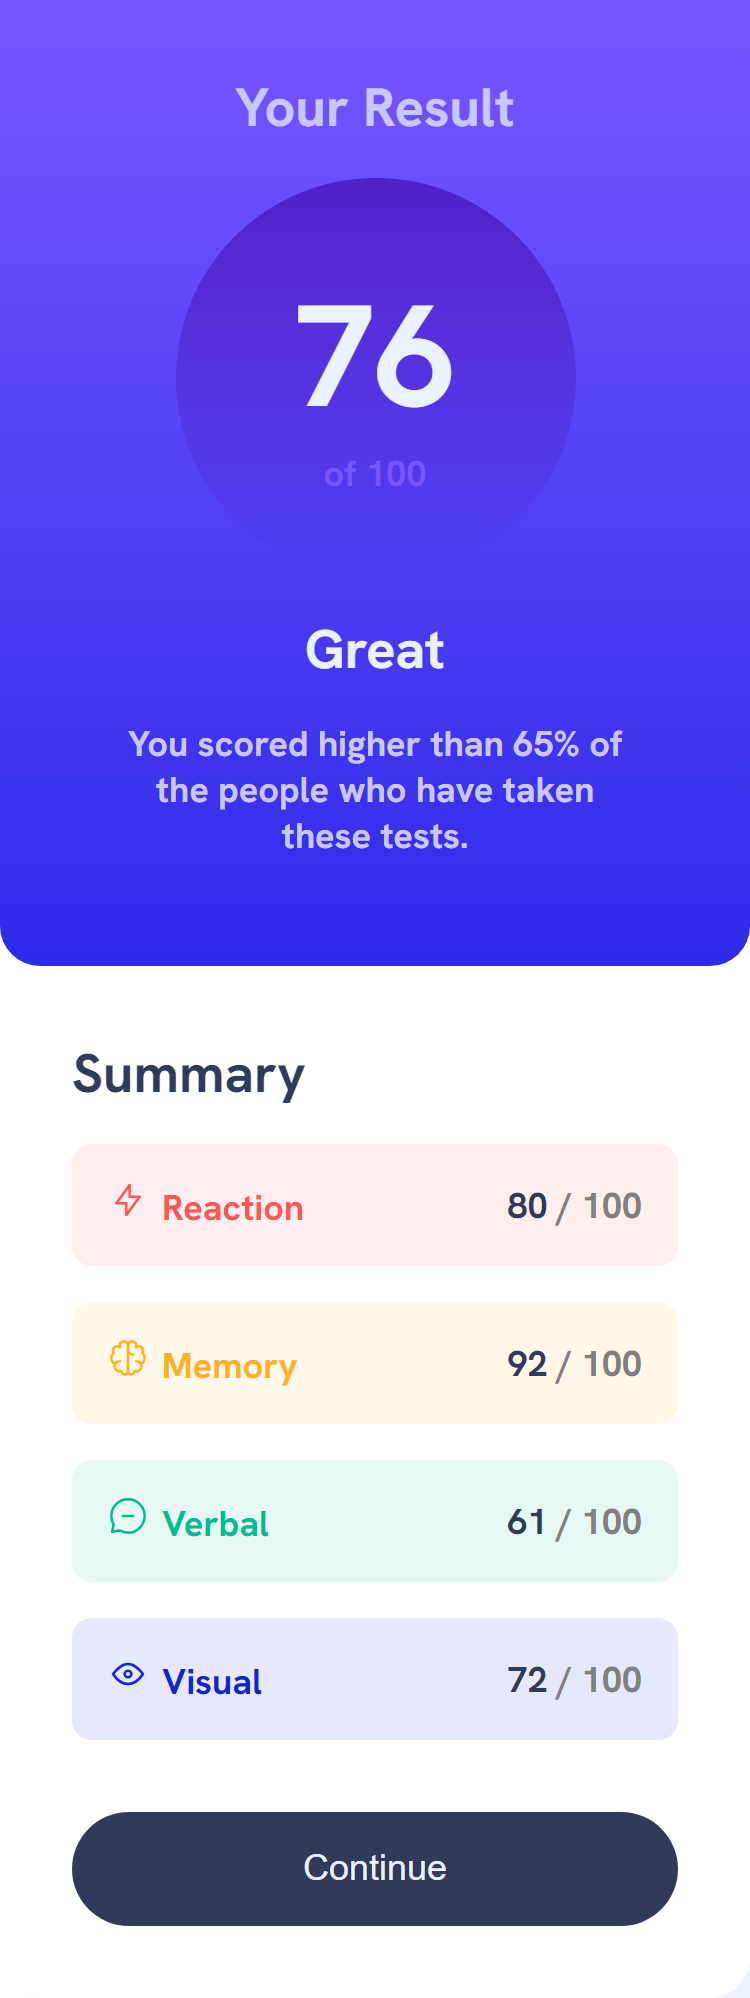 Your Result
76
of 100
Great
You scored higher than 65% of
the people who have taken
these tests.
Summary
Reaction 80 / 100
Memory 92 / 100
Verbal 61 / 100
Visual 72 / 100
Continue